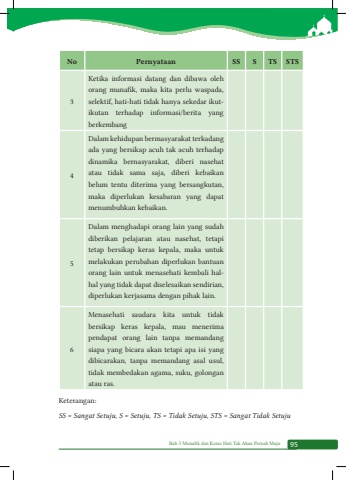 No Pernyataan SS S TS STS
Ketika informasi datang dan dibawa oleh
orang munafik, maka kita perlu waspada,
3 selektif, hati-hati tidak hanya sekedar ikut-
ikutan terhadap informasi/berita yang
berkembang
Dalam kehidupan bermasyarakat terkadang
ada yang bersikap acuh tak acuh terhadap
dinamika bernasyarakat, diberi nasehat
4 atau tidak sama saja, diberi kebaikan
belum tentu diterima yang bersangkutan,
maka diperlukan kesabaran yang dapat
menumbuhkan kebaikan.
Dalam menghadapi orang lain yang sudah
diberikan pelajaran atau nasehat, tetapi
tetap bersikap keras kepala, maka untuk
5 melakukan perubahan diperlukan bantuan
orang lain untuk menasehati kembali hal-
hal yang tidak dapat diselesaikan sendirian,
diperlukan kerjasama dengan pihak lain.
Menasehati saudara kita untuk tidak
bersikap keras kepala, mau menerima
pendapat orang lain tanpa memandang
6 siapa yang bicara akan tetapi apa isi yang
dibicarakan, tanpa memandang asal usul,
tidak membedakan agama, suku, golongan
atau ras.
Keterangan:
SS = Sangat Setuju, S = Setuju, TS = Tidak Setuju, STS = Sangat Tidak Setuju
Bab 3 Munafik dan Keras Hati Tak Akan Pernah Maju 95